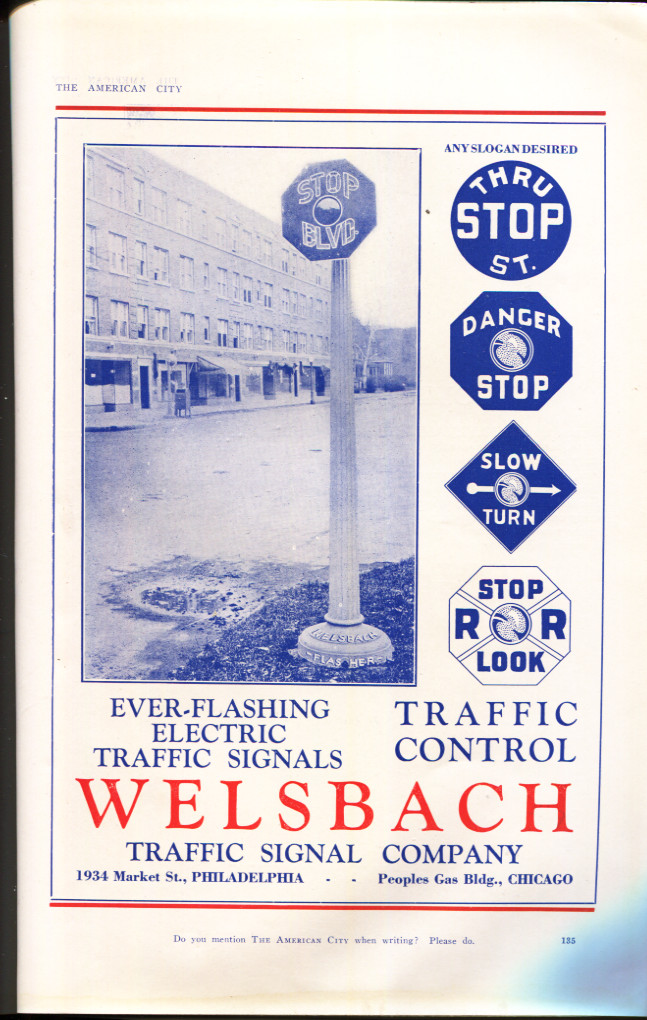 THE AMERICAN CITY
ANY SLOGAN DESIRED
STOP
BLVD.
THRU
STOP
ST.
DANGER
STOP
SLOW
TURN
STOP
R R
LOOK
WELSBACH
FLASHER
EVER-FLASHING
ELECTRIC
TRAFFIC SIGNALS
TRAFFIC
CONTROL
WELSBACH
TRAFFIC SIGNAL COMPANY
1934 Market St., PHILADELPHIA - - Peoples Gas Bldg., CHICAGO
Do you mention THE AMERICAN CITY when writing? Please do. 135